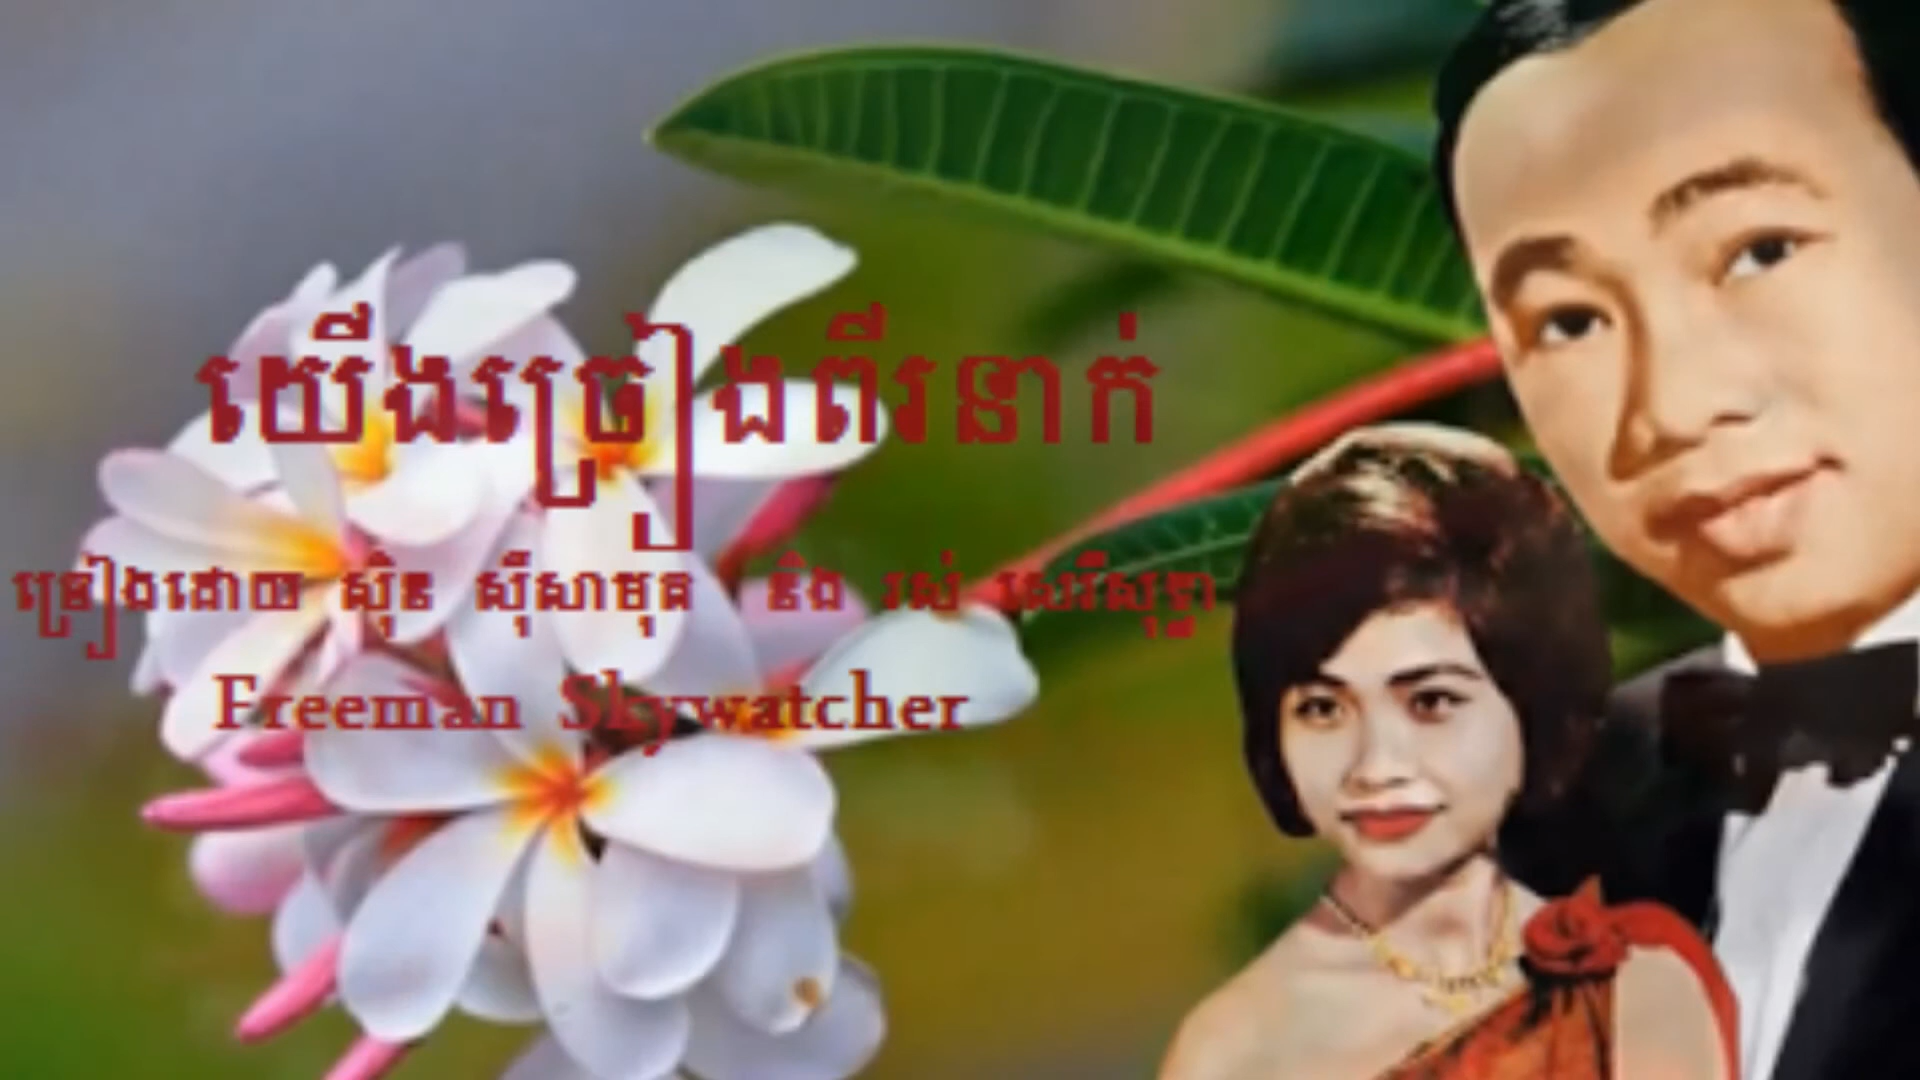 យើងច្រៀងពីរនាក់
ច្រៀងដោយ ស៊ិន ស៊ីសាមុត និង រស់ សេរីសុទ្ធា
Freeman Skywatcher